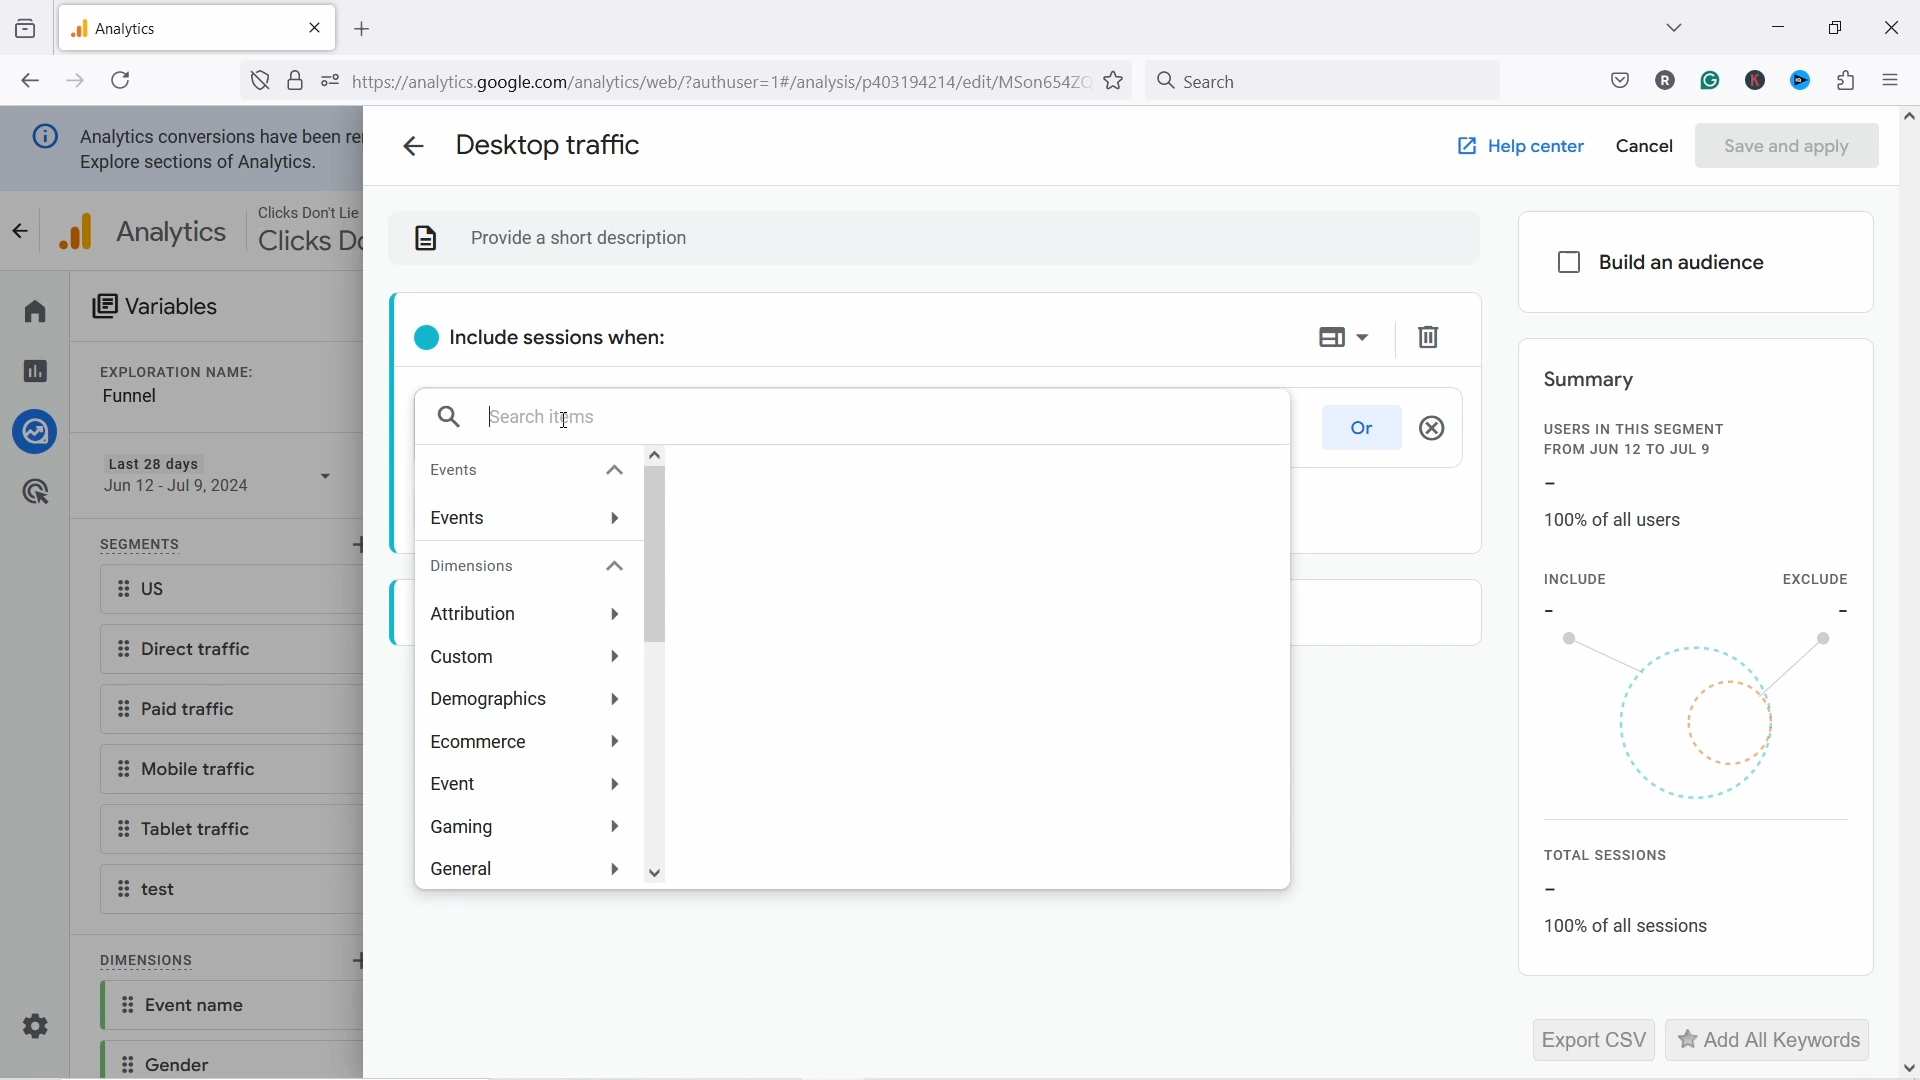 Analytics
https://analytics.google.com/analytics/web/?authuser=1#/analysis/p403194214/edit/MSon654ZQ
Search
Analytics conversions have been re
Explore sections of Analytics.
Desktop traffic
Help center
Cancel
Save and apply
Analytics
Clicks Don't Lie
Clicks Do
Provide a short description
Build an audience
Variables
Include sessions when:
EXPLORATION NAME:
Funnel
Search items
Or
Last 28 days
Jun 12 - Jul 9, 2024
Events
Events
Dimensions
Attribution
Custom
Demographics
Ecommerce
Event
Gaming
General
SEGMENTS
US
Direct traffic
Paid traffic
Mobile traffic
Tablet traffic
test
DIMENSIONS
Event name
Gender
Summary
USERS IN THIS SEGMENT
FROM JUN 12 TO JUL 9
-
100% of all users
INCLUDE
EXCLUDE
-
-
TOTAL SESSIONS
-
100% of all sessions
Export CSV
Add All Keywords